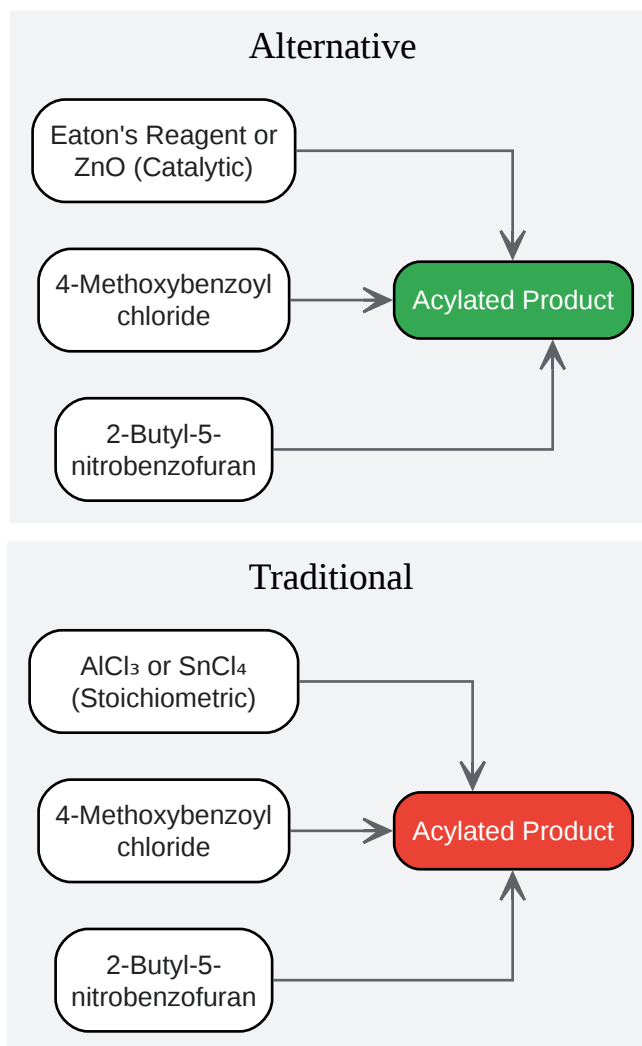 Alternative
Eaton's Reagent or
ZnO (Catalytic)
4-Methoxybenzoyl
chloride
Acylated Product
2-Butyl-5-
nitrobenzofuran
Traditional
AlCl₃ or SnCl₄
(Stoichiometric)
4-Methoxybenzoyl
chloride
Acylated Product
2-Butyl-5-
nitrobenzofuran